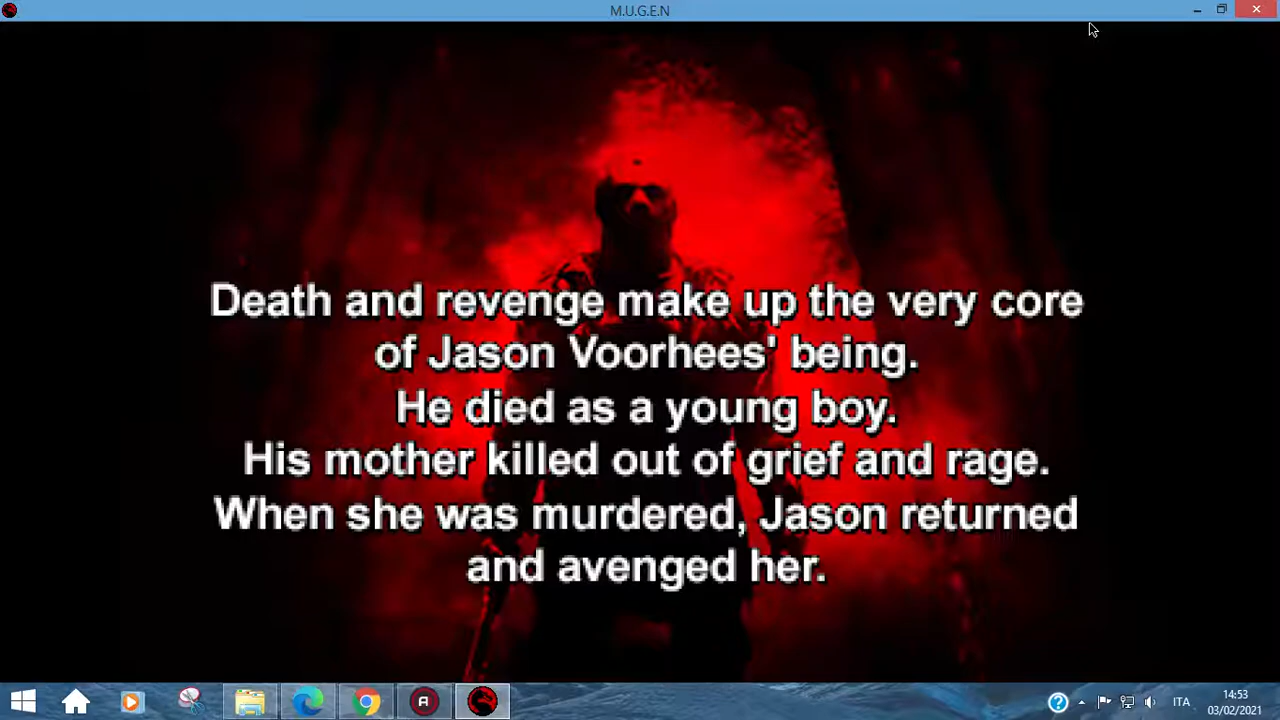 M.U.G.E.N
Death and revenge make up the very core
of Jason Voorhees' being.
He died as a young boy.
His mother killed out of grief and rage.
When she was murdered, Jason returned
and avenged her.
A
?
ITA
14:53
03/02/2021